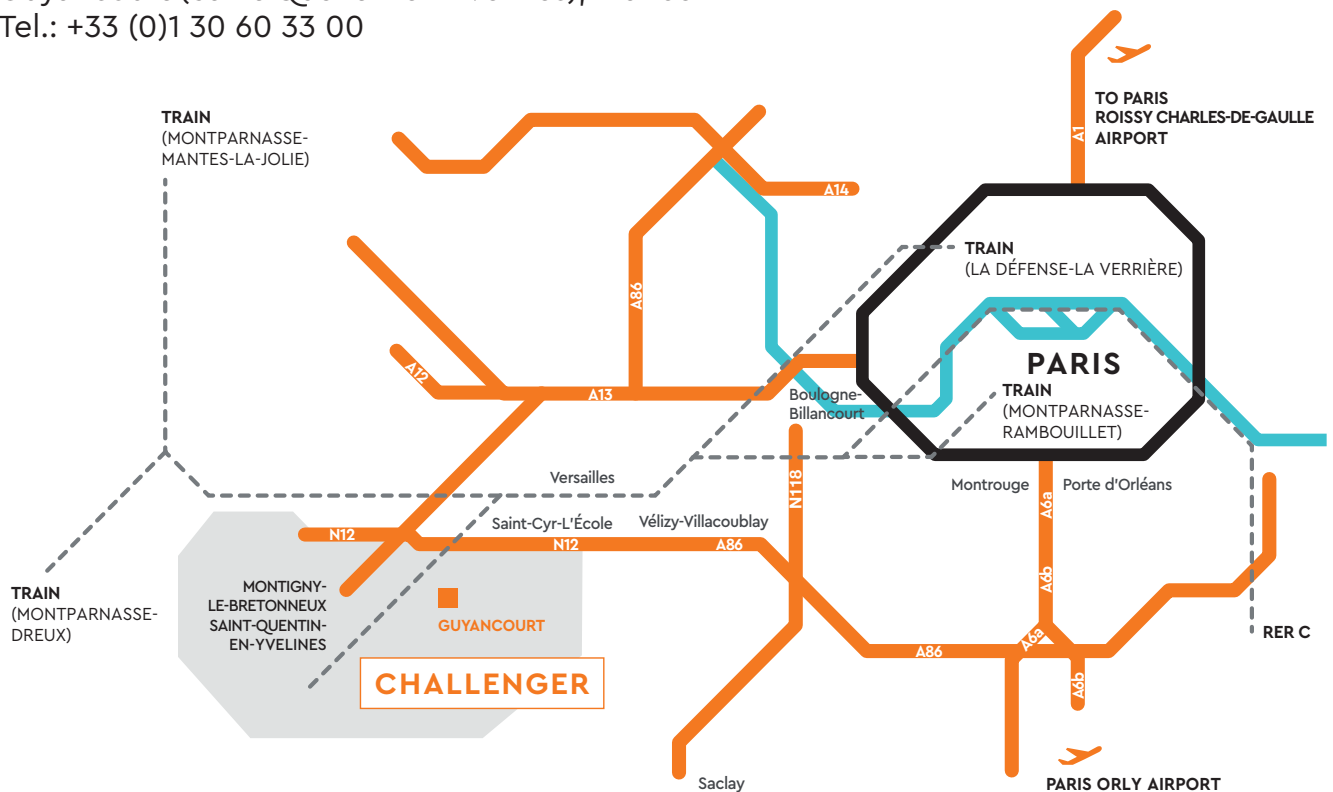 Tel.: +33 (0)1 30 60 33 00
TRAIN
(MONTPARNASSE-
MANTES-LA-JOLIE)
TO PARIS
ROISSY CHARLES-DE-GAULLE
AIRPORT
A1
A14
TRAIN
(LA DÉFENSE-LA VERRIÈRE)
A86
PARIS
A12
A13
Boulogne-
Billancourt
TRAIN
(MONTPARNASSE-
RAMBOUILLET)
Versailles
N118
Montrouge
Porte d'Orléans
A6a
Saint-Cyr-L'École
Vélizy-Villacoublay
N12
N12
A86
A6b
TRAIN
(MONTPARNASSE-
DREUX)
MONTIGNY-
LE-BRETONNEUX
SAINT-QUENTIN-
EN-YVELINES
GUYANCOURT
RER C
A6a
A86
CHALLENGER
A6b
Saclay
PARIS ORLY AIRPORT